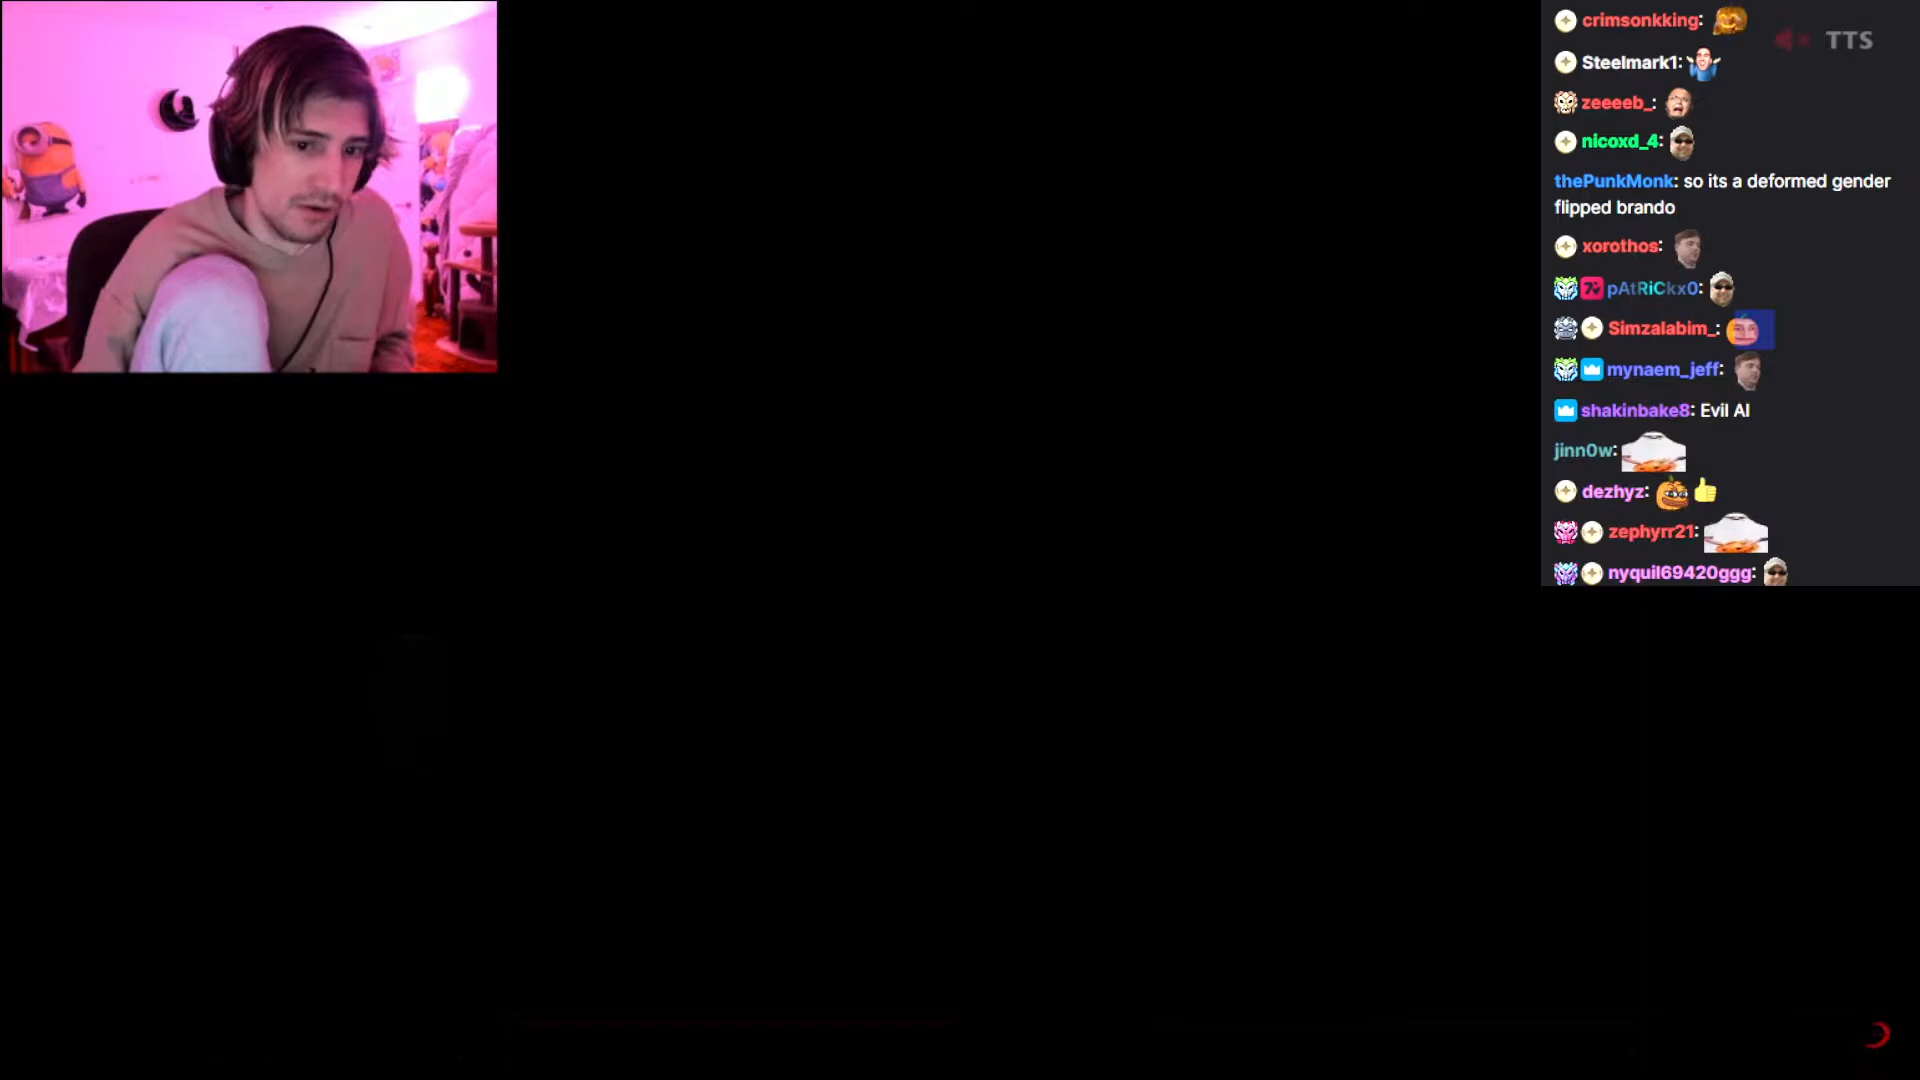 crimsonkking:
TTS
Steelmark1:
zeeeeb_:
nicoxd_4:
thePunkMonk: so its a deformed gender
flipped brando
xorothos:
pAtRiCkx0:
Simzalabim_:
mynaem_jeff:
shakinbake8: Evil AI
jinn0w:
dezhyz:
zephyrr21:
nyquil69420ggg: